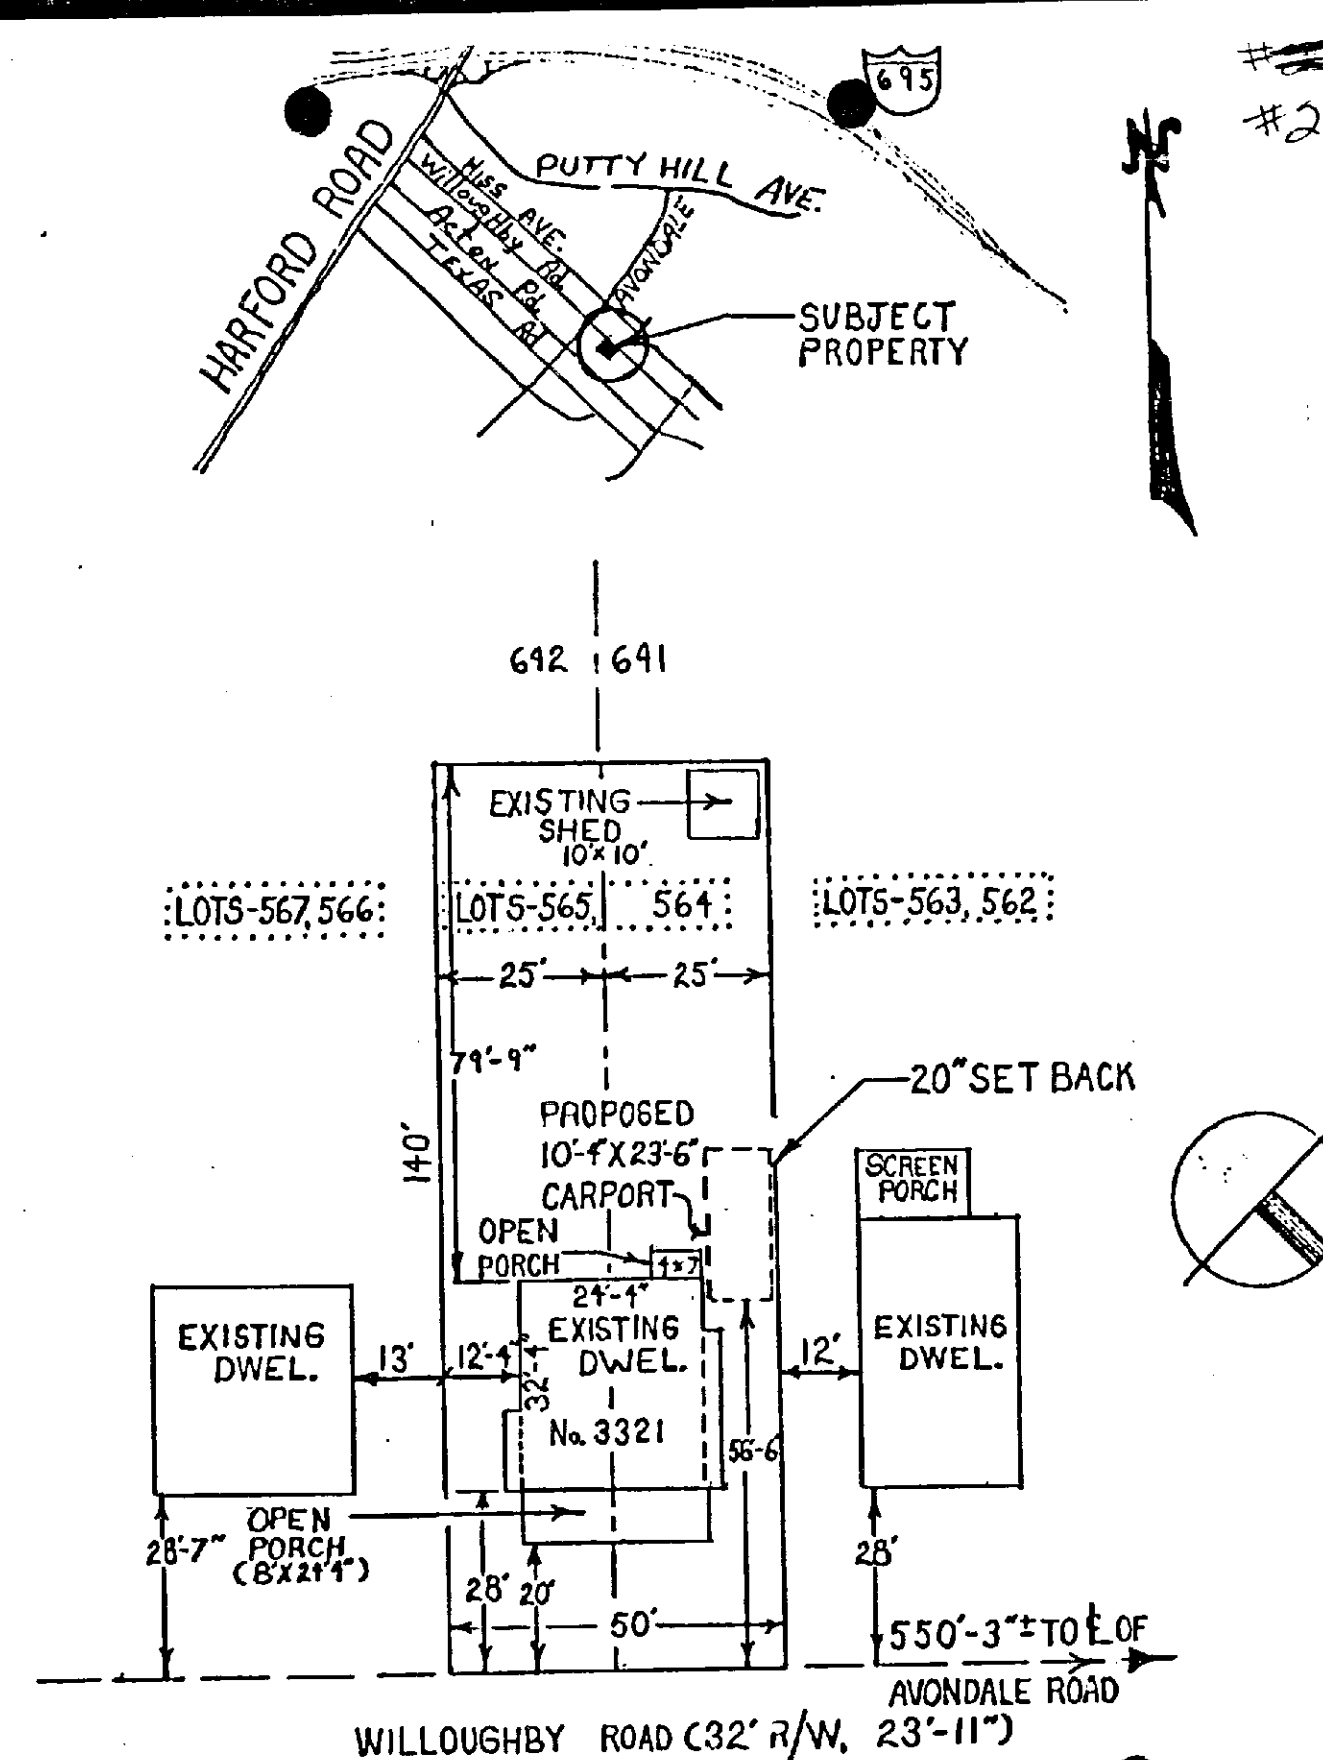 #2
695
N
HARFORD ROAD
PUTTY HILL AVE.
HISS AVE.
Willoughby Rd.
Acton Rd.
TEXAS Rd
AVONDALE
SUBJECT
PROPERTY
642 641
EXISTING
SHED
10'x 10'
LOTS-567, 566
LOTS-565, 564
LOTS-563, 562
25' 25'
79'-9"
140'
20" SET BACK
PROPOSED
10'-4" X 23'-6"
CARPORT
OPEN
PORCH
4x7
SCREEN
PORCH
24'-4"
EXISTING
DWEL.
13'
12'-4"
32'-4"
EXISTING
DWEL.
No. 3321
12'
EXISTING
DWEL.
56-6
OPEN
PORCH
(8'X24'4")
28'-7"
28'
20'
28'
50'
550'-3"± TO ℄ OF
AVONDALE ROAD
WILLOUGHBY ROAD (32' R/W, 23'-11")